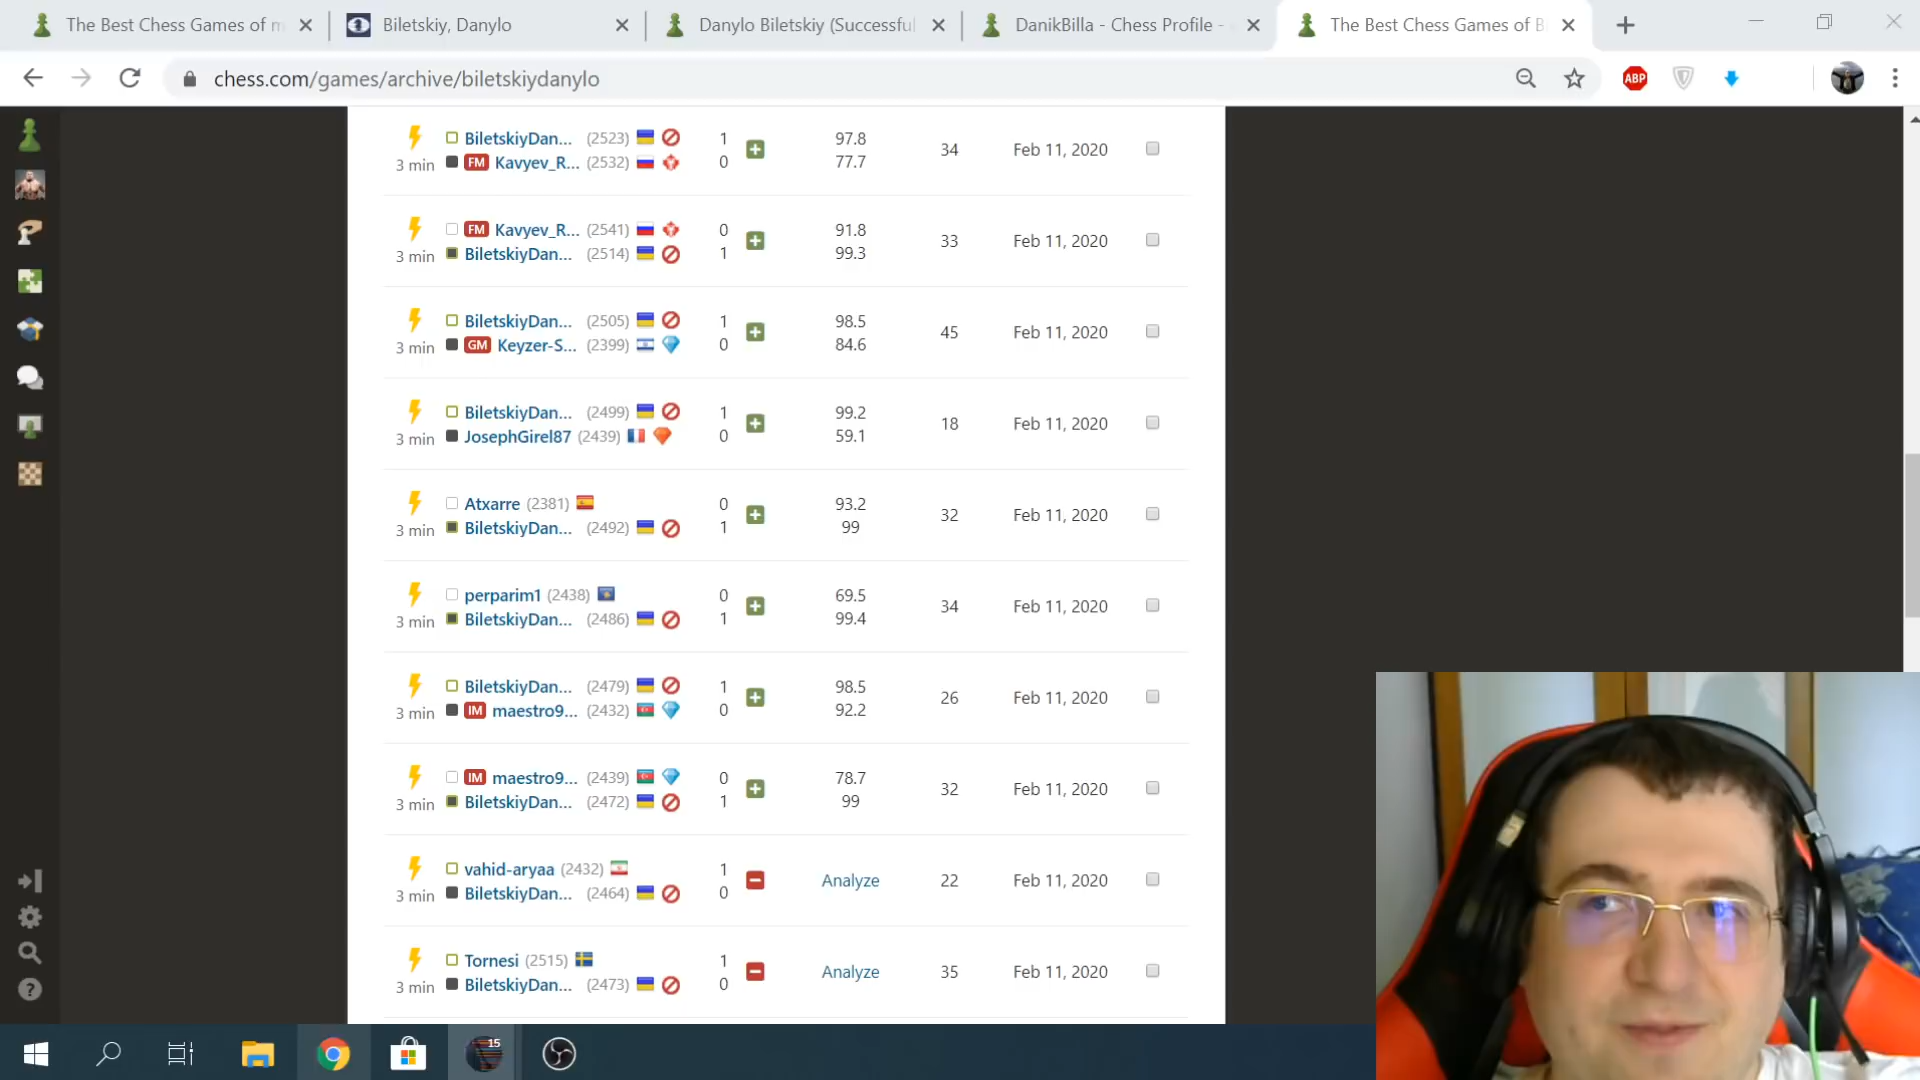 The Best Chess Games of m
Biletskiy, Danylo
Danylo Biletskiy (Successful
DanikBilla - Chess Profile -
The Best Chess Games of B
chess.com/games/archive/biletskiydanylo
ABP
BiletskiyDan... (2523) 1 97.8
34 Feb 11, 2020
3 min FM Kavyev_R... (2532) 0 77.7
FM Kavyev_R... (2541) 0 91.8
33 Feb 11, 2020
3 min BiletskiyDan... (2514) 1 99.3
BiletskiyDan... (2505) 1 98.5
45 Feb 11, 2020
3 min GM Keyzer-S... (2399) 0 84.6
BiletskiyDan... (2499) 1 99.2
18 Feb 11, 2020
3 min JosephGirel87 (2439) 0 59.1
Atxarre (2381) 0 93.2
32 Feb 11, 2020
3 min BiletskiyDan... (2492) 1 99
perparim1 (2438) 0 69.5
34 Feb 11, 2020
3 min BiletskiyDan... (2486) 1 99.4
BiletskiyDan... (2479) 1 98.5
26 Feb 11, 2020
3 min IM maestro9... (2432) 0 92.2
IM maestro9... (2439) 0 78.7
32 Feb 11, 2020
3 min BiletskiyDan... (2472) 1 99
vahid-aryaa (2432) 1
Analyze 22 Feb 11, 2020
3 min BiletskiyDan... (2464) 0
Tornesi (2515) 1
Analyze 35 Feb 11, 2020
3 min BiletskiyDan... (2473) 0
15